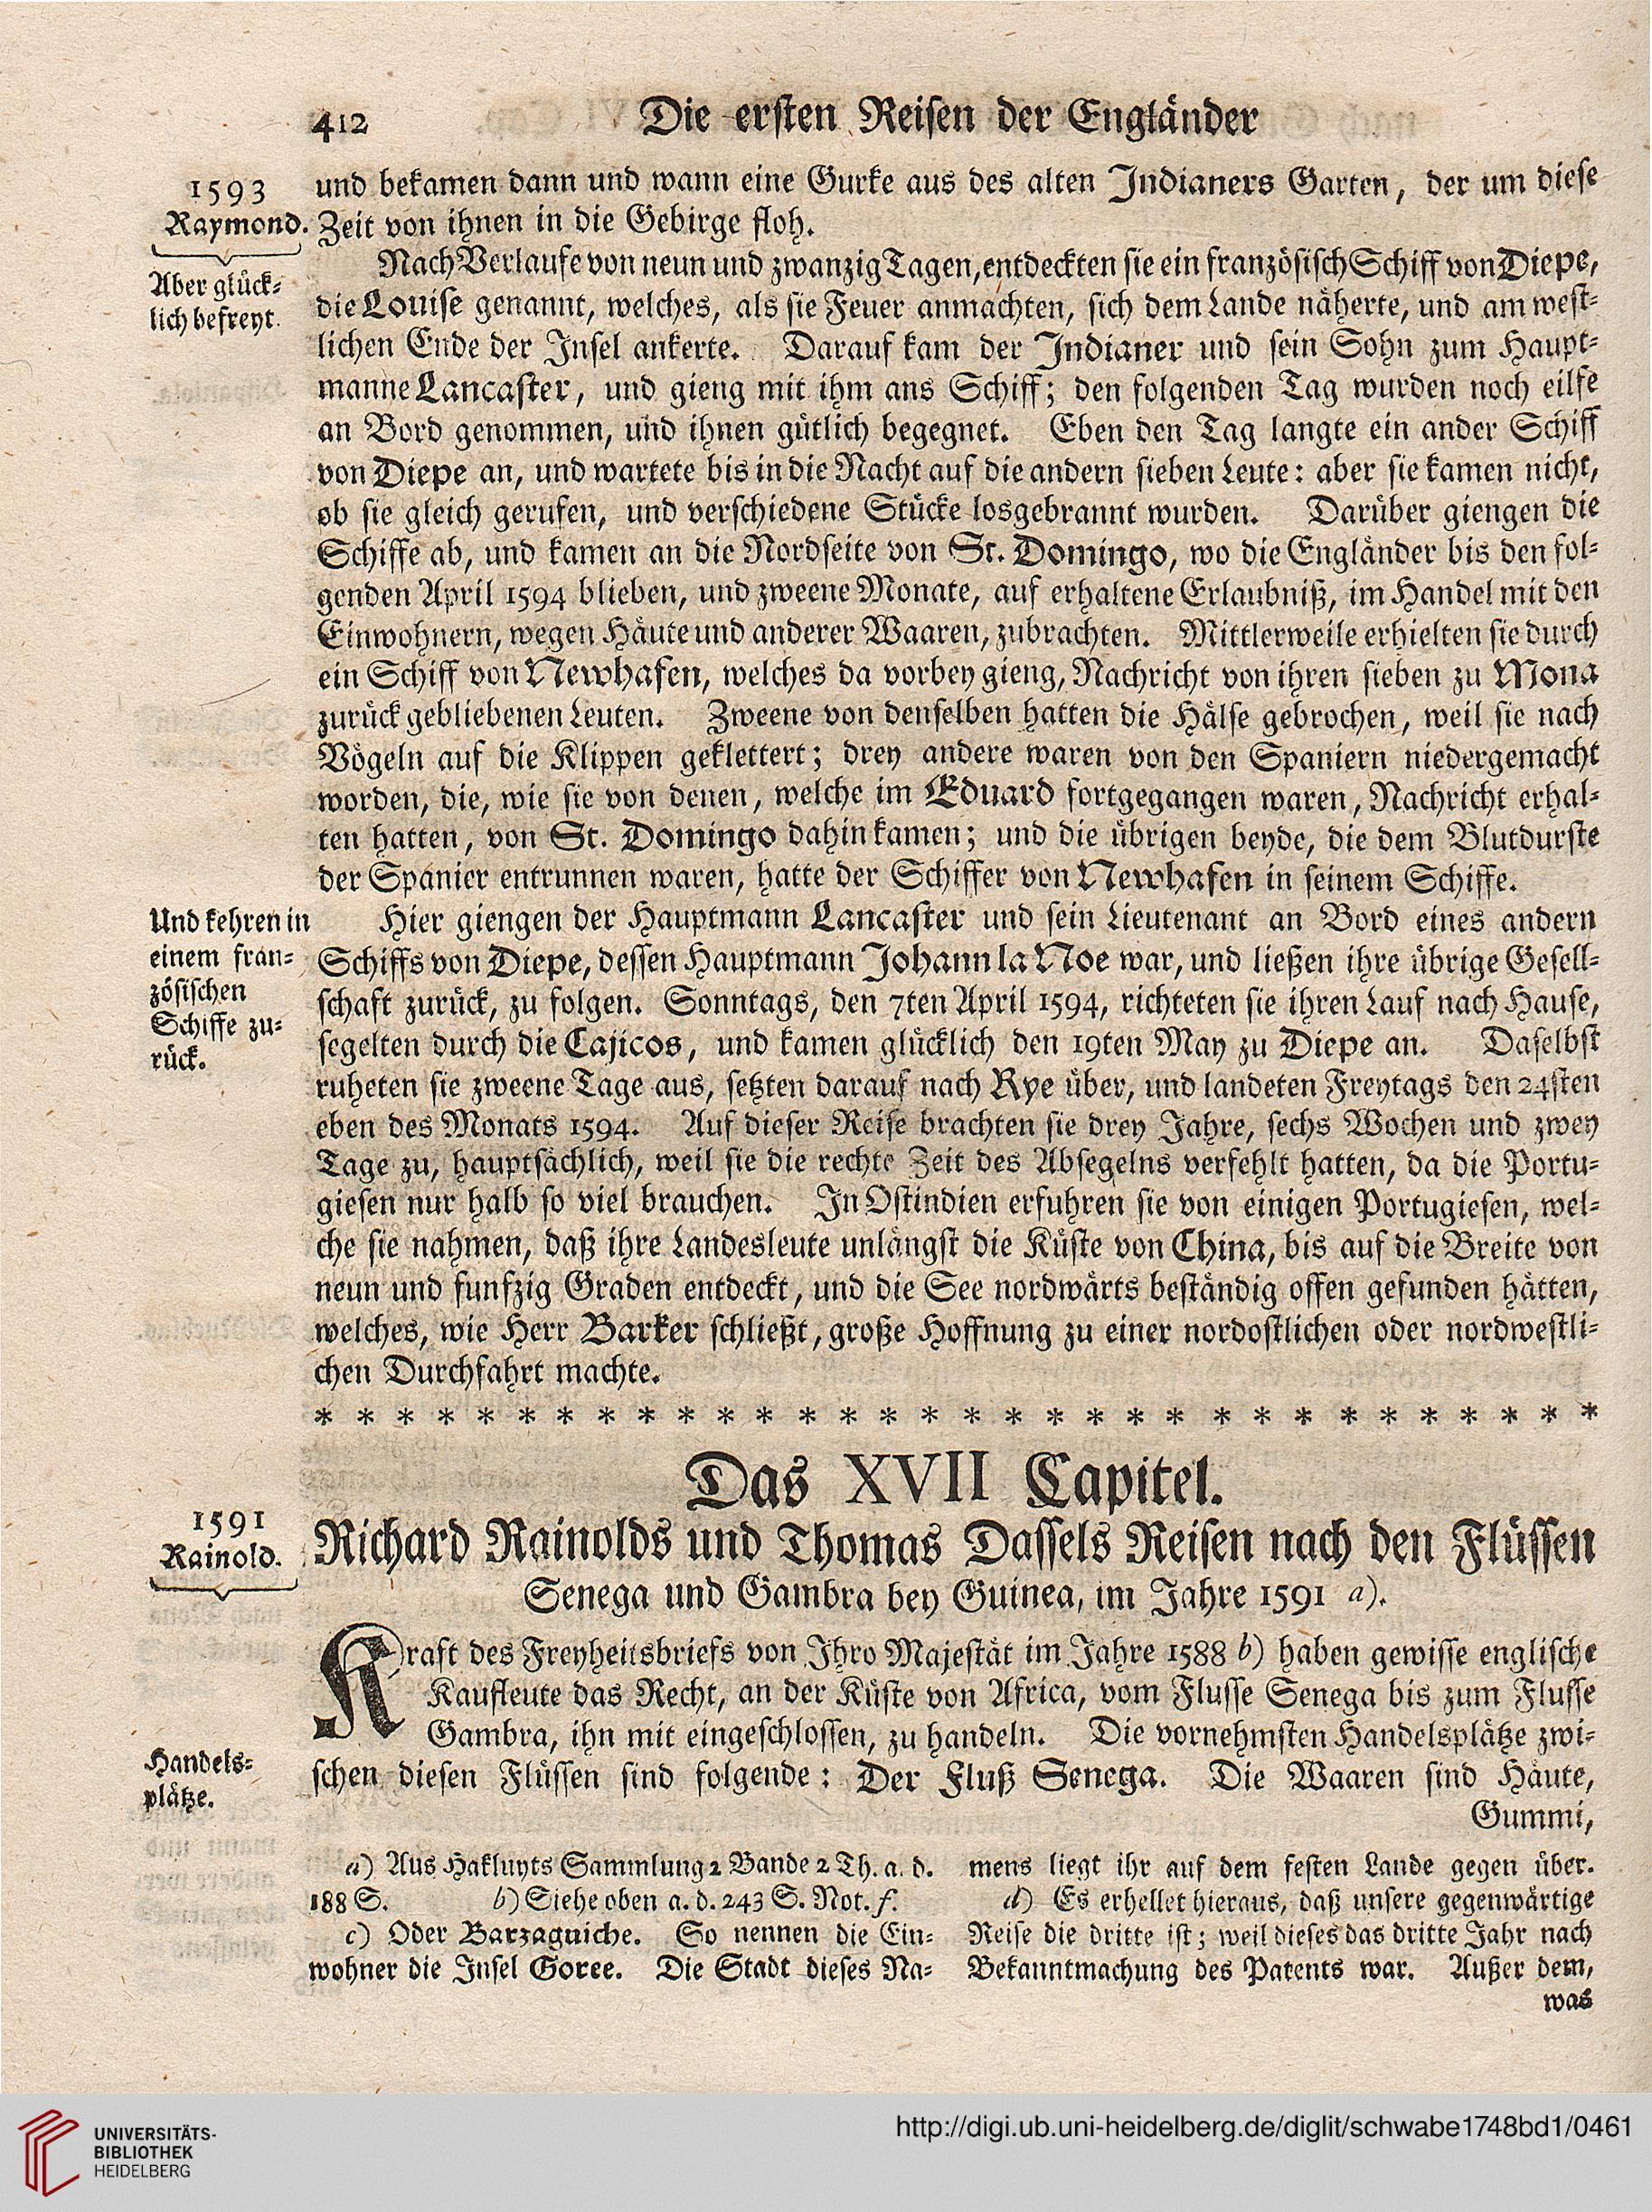 412 Die ersten Reisen der Engländer
1593
Raymond.
und bekamen dann und wann eine Gurke aus des alten Indianers Garten, der um diese
Zeit von ihnen in die Gebirge floh.
Aber glück-
lich befreyt.
Nach Verlaufe von neun und zwanzig Tagen, entdeckten sie ein französisch Schiff von Diepe,
die Louise genannt, welches, als sie Feuer anmachten, sich dem Lande näherte, und am west-
lichen Ende der Insel ankerte. Darauf kam der Indianer und sein Sohn zum Haupt-
manne Lancaster, und gieng mit ihm ans Schiff; den folgenden Tag wurden noch eilfe
an Bord genommen, und ihnen gütlich begegnet. Eben den Tag langte ein ander Schiff
von Diepe an, und wartete bis in die Nacht auf die andern sieben Leute: aber sie kamen nicht,
ob sie gleich gerufen, und verschiedene Stücke losgebrannt wurden. Darüber giengen die
Schiffe ab, und kamen an die Nordseite von St. Domingo, wo die Engländer bis den fol-
genden April 1594 blieben, und zweene Monate, auf erhaltene Erlaubniß, im Handel mit den
Einwohnern, wegen Häute und anderer Waaren, zubrachten. Mittlerweile erhielten sie durch
ein Schiff von Newhafen, welches da vorbey gieng, Nachricht von ihren sieben zu Mona
zurück gebliebenen Leuten. Zweene von denselben hatten die Hälse gebrochen, weil sie nach
Vögeln auf die Klippen geklettert; drey andere waren von den Spaniern niedergemacht
worden, die, wie sie von denen, welche im Eduard fortgegangen waren, Nachricht erhal-
ten hatten, von St. Domingo dahin kamen; und die übrigen beyde, die dem Blutdurste
der Spanier entrunnen waren, hatte der Schiffer von Newhafen in seinem Schiffe.
Und kehren in
einem fran-
zösischen
Schiffe zu-
rück.
Hier giengen der Hauptmann Lancaster und sein Lieutenant an Bord eines andern
Schiffs von Diepe, dessen Hauptmann Johann la Noe war, und ließen ihre übrige Gesell-
schaft zurück, zu folgen. Sonntags, den 7ten April 1594, richteten sie ihren Lauf nach Hause,
segelten durch die Cajicos, und kamen glücklich den 19ten May zu Diepe an. Daselbst
ruheten sie zweene Tage aus, setzten darauf nach Rye über, und landeten Freytags den 24sten
eben des Monats 1594. Auf dieser Reise brachten sie drey Jahre, sechs Wochen und zwey
Tage zu, hauptsächlich, weil sie die rechte Zeit des Absegelns verfehlt hatten, da die Portu-
giesen nur halb so viel brauchen. In Ostindien erfuhren sie von einigen Portugiesen, wel-
che sie nahmen, daß ihre Landesleute unlängst die Küste von China, bis auf die Breite von
neun und funfzig Graden entdeckt, und die See nordwärts beständig offen gefunden hätten,
welches, wie Herr Barker schließt, große Hoffnung zu einer nordostlichen oder nordwestli-
chen Durchfahrt machte.
* * * * * * * * * * * * * * * * * * * * * * * * * * * * * * * *
Das XVII Capitel.
1591
Rainold.
Richard Rainolds und Thomas Dassels Reisen nach den Flüssen
Senega und Gambra bey Guinea, im Jahre 1591 a).
Kraft des Freyheitsbriefs von Ihro Majestät im Jahre 1588 b) haben gewisse englische
Kaufleute das Recht, an der Küste von Africa, vom Flusse Senega bis zum Flusse
Gambra, ihn mit eingeschlossen, zu handeln. Die vornehmsten Handelsplätze zwi-
Handels-
plätze.
schen diesen Flüssen sind folgende: Der Fluß Senega. Die Waaren sind Häute,
Gummi,
a) Aus Hakluyts Sammlung 2 Bande 2 Th. a. d.
188 S. b) Siehe oben a. d. 243 S. Not. f.
c) Oder Barzaguiche. So nennen die Ein-
wohner die Insel Goree. Die Stadt dieses Na-
mens liegt ihr auf dem festen Lande gegen über.
d) Es erhellet hieraus, daß unsere gegenwärtige
Reise die dritte ist; weil dieses das dritte Jahr nach
Bekanntmachung des Patents war. Außer dem,
was
UNIVERSITÄTS-
BIBLIOTHEK
HEIDELBERG
http://digi.ub.uni-heidelberg.de/diglit/schwabe1748bd1/0461